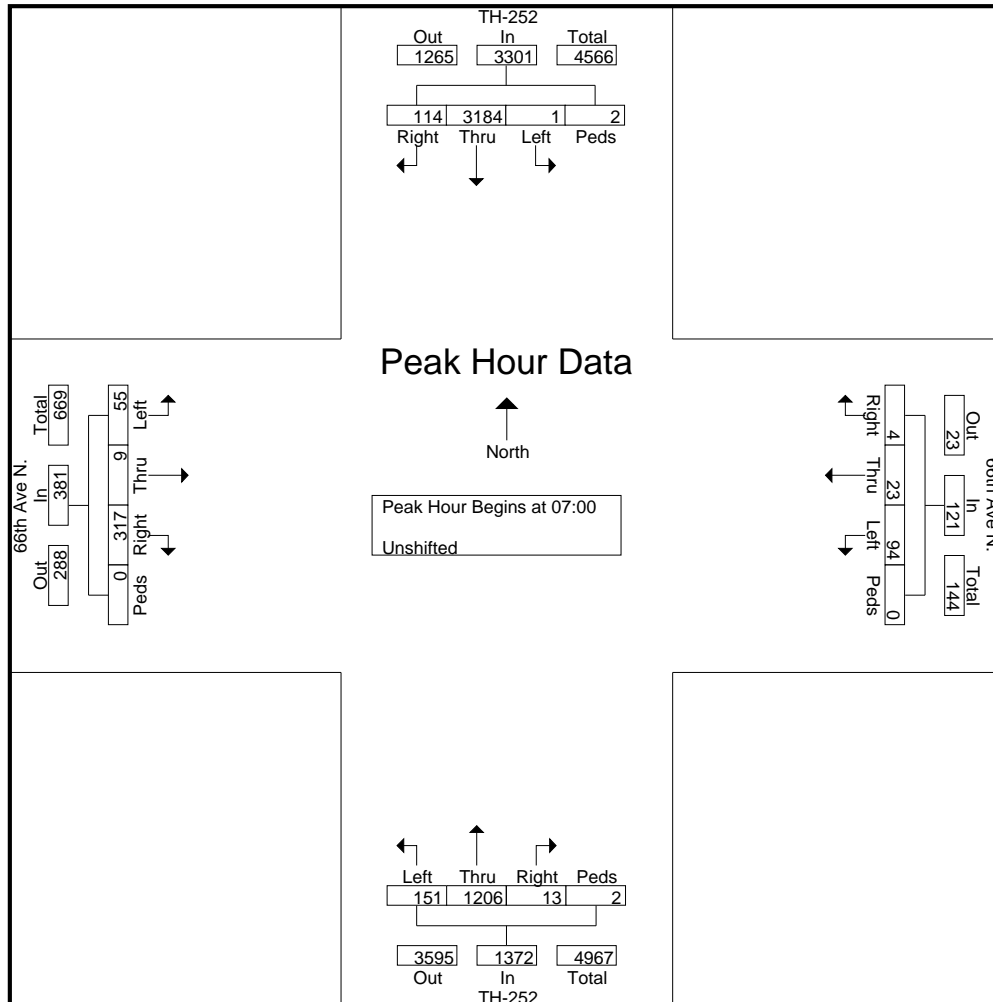 TH-252
Out In Total
1265 3301 4566
114 3184 1 2
Right Thru Left Peds
Peak Hour Data
North
Peak Hour Begins at 07:00
Unshifted
66th Ave N.
Total In Out
669 381 288
55 9 317 0
Left Thru Right Peds
Right Thru Left Peds
4 23 94 0
Out In Total
23 121 144
66th Ave N.
Left Thru Right Peds
151 1206 13 2
3595 1372 4967
Out In Total
TH-252